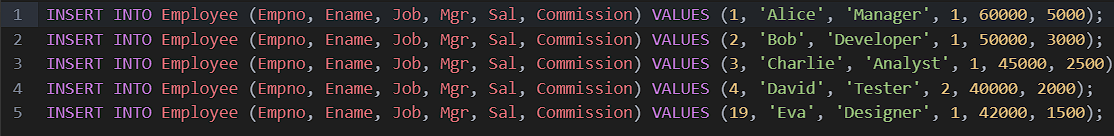 1 INSERT INTO Employee (Empno, Ename, Job, Mgr, Sal, Commission) VALUES (1, 'Alice', 'Manager', 1, 60000, 5000);
2 INSERT INTO Employee (Empno, Ename, Job, Mgr, Sal, Commission) VALUES (2, 'Bob', 'Developer', 1, 50000, 3000);
3 INSERT INTO Employee (Empno, Ename, Job, Mgr, Sal, Commission) VALUES (3, 'Charlie', 'Analyst', 1, 45000, 2500)
4 INSERT INTO Employee (Empno, Ename, Job, Mgr, Sal, Commission) VALUES (4, 'David', 'Tester', 2, 40000, 2000);
5 INSERT INTO Employee (Empno, Ename, Job, Mgr, Sal, Commission) VALUES (19, 'Eva', 'Designer', 1, 42000, 1500);